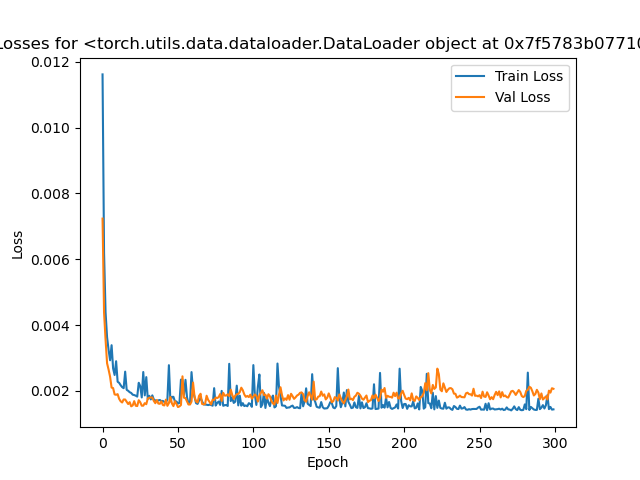 Losses for <torch.utils.data.dataloader.DataLoader object at 0x7f5783b07710
0.012
0.010
0.008
0.006
0.004
0.002
Loss
Train Loss
Val Loss
0 50 100 150 200 250 300
Epoch